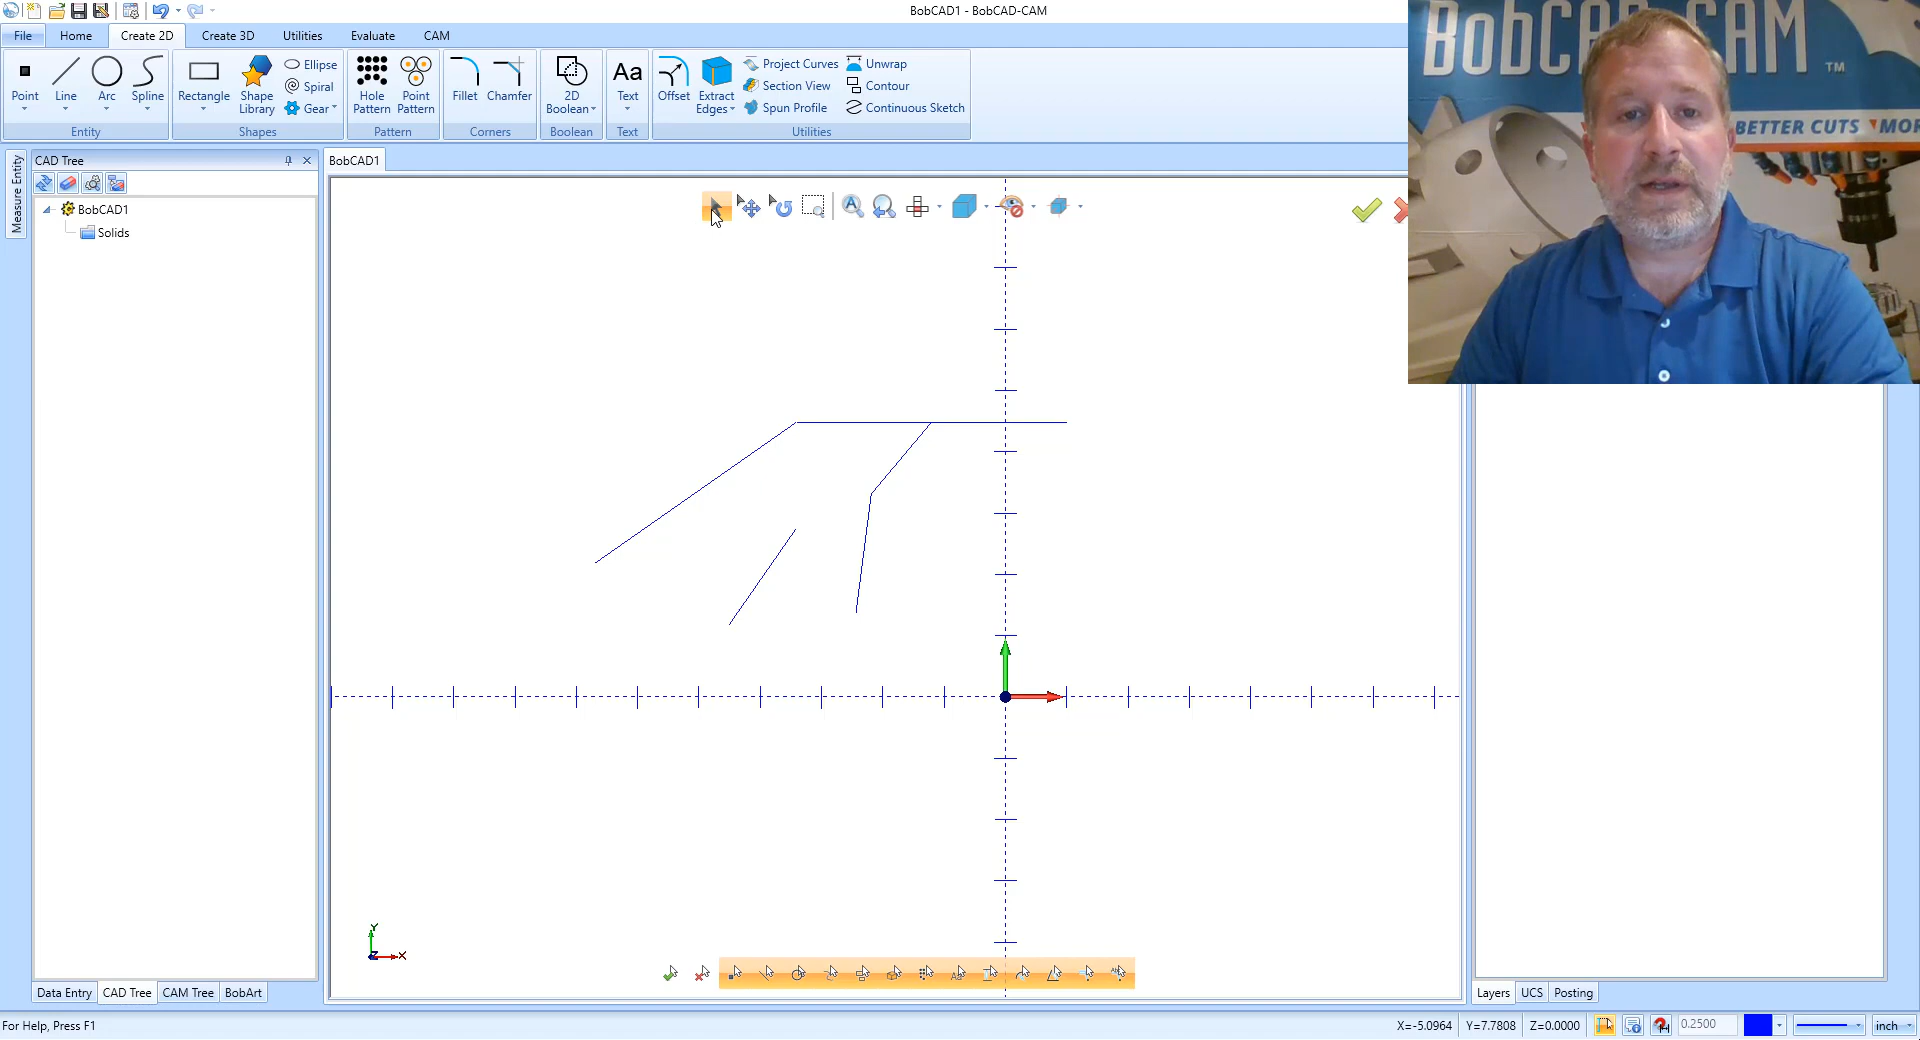 BobCAD1 - BobCAD-CAM
File Home Create 2D Create 3D Utilities Evaluate CAM
Point Line Arc Spline
Entity
Rectangle Shape Library Ellipse Spiral Gear
Shapes
Hole Pattern Point Pattern
Pattern
Fillet Chamfer
Corners
2D Boolean
Boolean
Aa
Text
Text
Offset Extract Edges Project Curves Section View Spun Profile Unwrap Contour Continuous Sketch
Utilities
BobCAD-CAM TM
BETTER CUTS
Measure Entity
CAD Tree
BobCAD1
BobCAD1
Solids
Y
X
Data Entry CAD Tree CAM Tree BobArt
Layers UCS Posting
For Help, Press F1
X=-5.0964 Y=7.7808 Z=0.0000 0.2500 inch